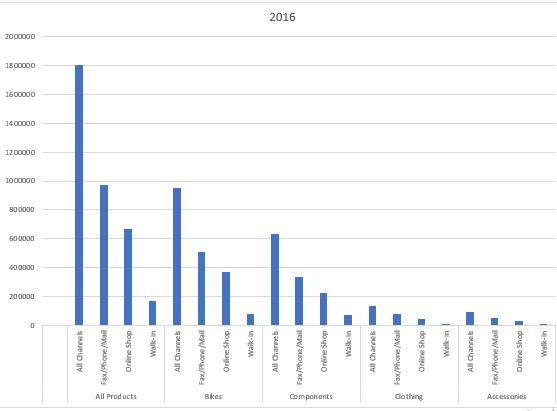 2016
2000000
1800000
1600000
1400000
1200000
1000000
800000
600000
400000
200000
0
All Channels
Fax/Phone/Mail
Online Shop
Walk-In
All Channels
Fax/Phone/Mail
Online Shop
Walk-In
All Channels
Fax/Phone/Mail
Online Shop
Walk-In
All Channels
Fax/Phone/Mail
Online Shop
Walk-In
All Channels
Fax/Phone/Mail
Online Shop
Walk-In
All Products Bikes Components Clothing Accessories